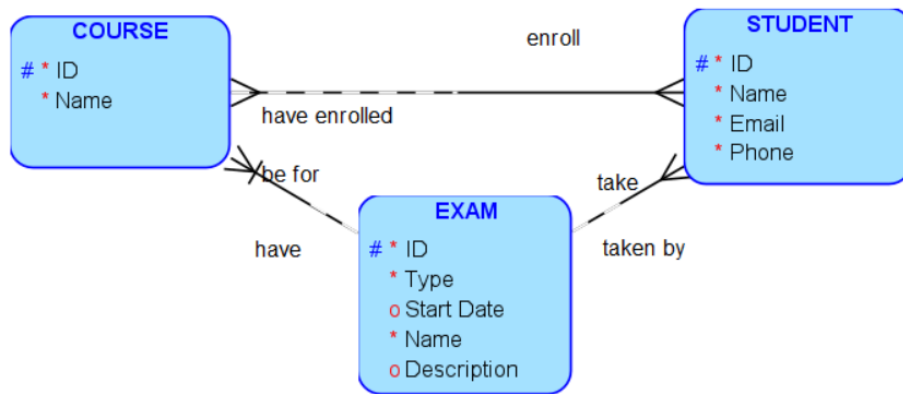 COURSE
# * ID
* Name
enroll
have enrolled
STUDENT
# * ID
* Name
* Email
* Phone
be for
have
take
taken by
EXAM
# * ID
* Type
o Start Date
* Name
o Description